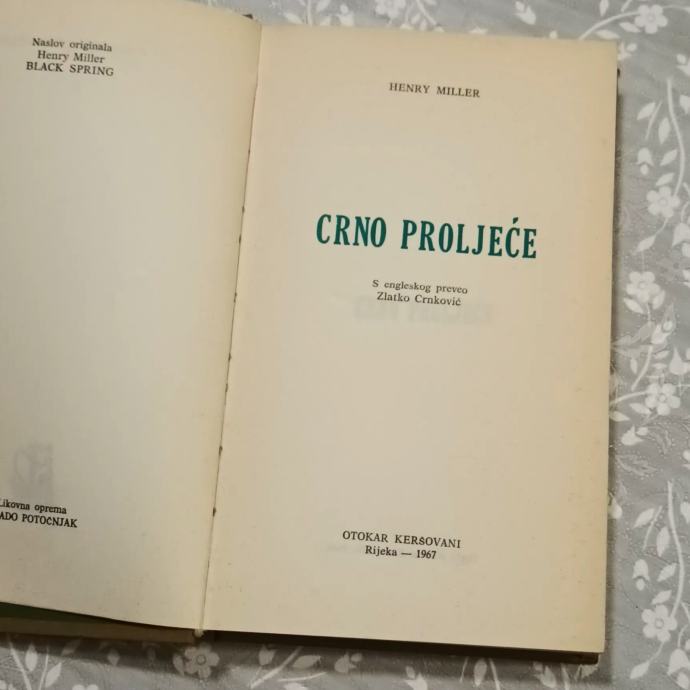 Naslov originala
Henry Miller
BLACK SPRING
Likovna oprema
ADO POTOČNJAK
HENRY MILLER
CRNO PROLJEĆE
S engleskog preveo
Zlatko Crnković
OTOKAR KERŠOVANI
Rijeka — 1967